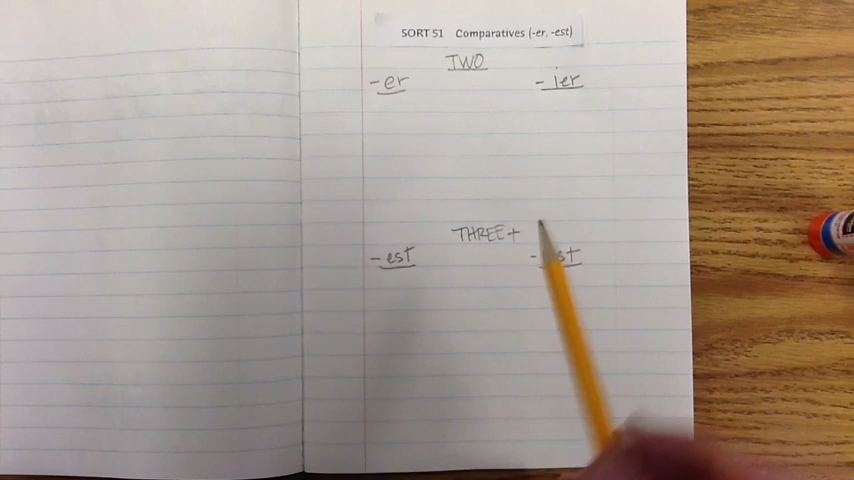 SORT 51 Comparatives (-er, -est)
TWO
-er -ier
THREE+
-est